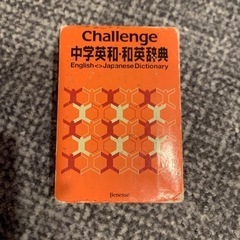 Challenge
中学英和・和英辞典
English<>Japanese Dictionary
Benesse